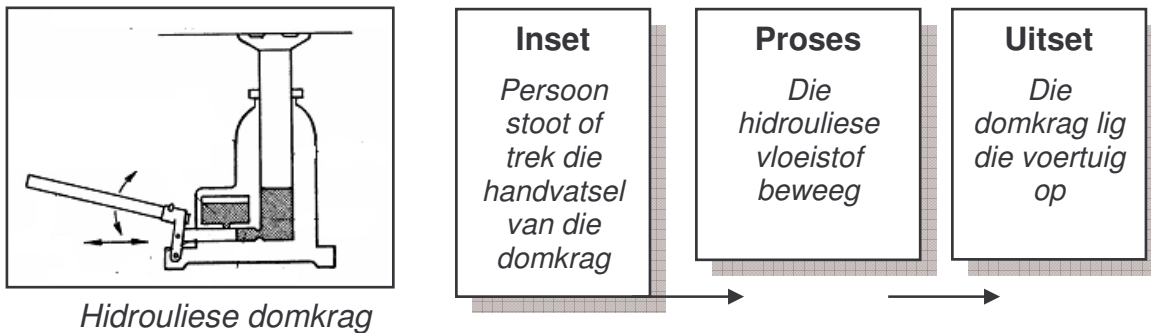 Hidrouliese domkrag
Inset
Persoon
stoot of
trek die
handvatsel
van die
domkrag
Proses
Die
hidrouliese
vloeistof
beweeg
Uitset
Die
domkrag lig
die voertuig
op